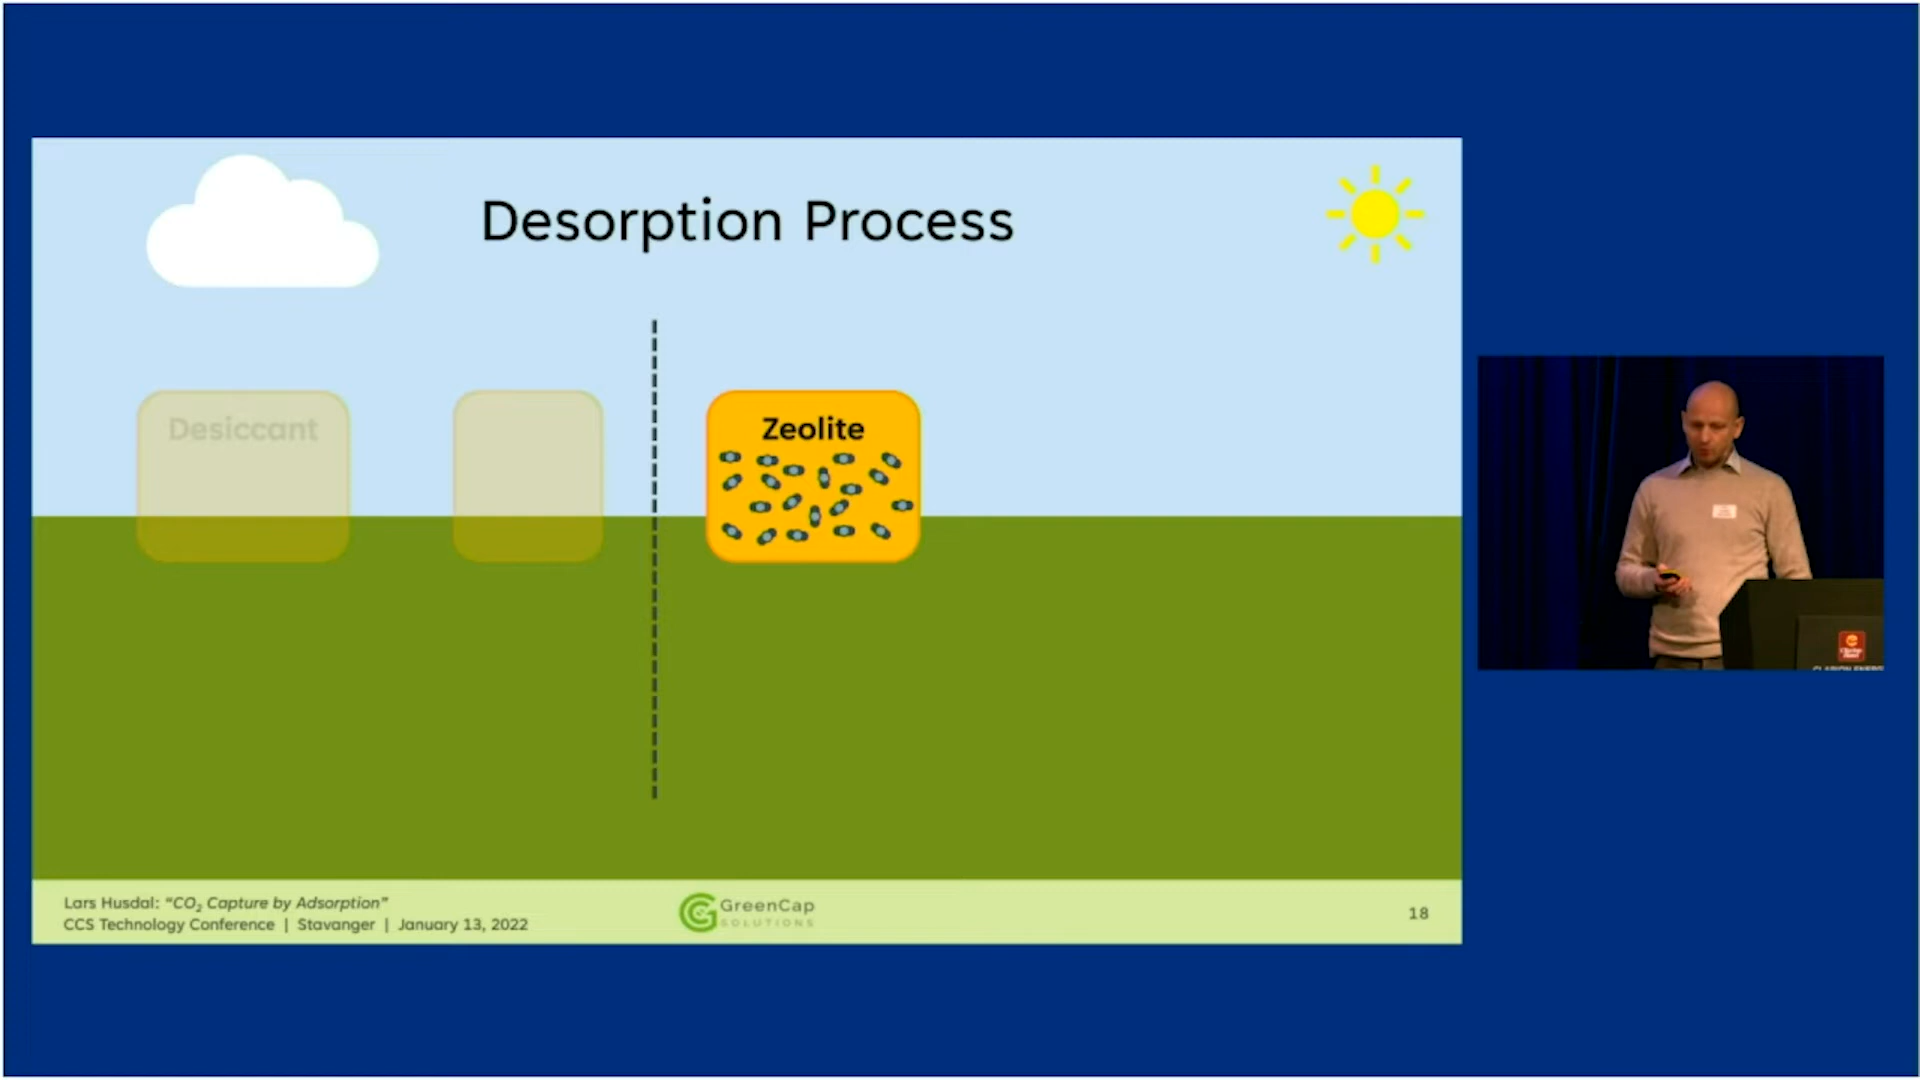 Desorption Process
Desiccant
Zeolite
Lars Husdal: "CO₂ Capture by Adsorption"
CCS Technology Conference | Stavanger | January 13, 2022
GreenCap
SOLUTIONS
18